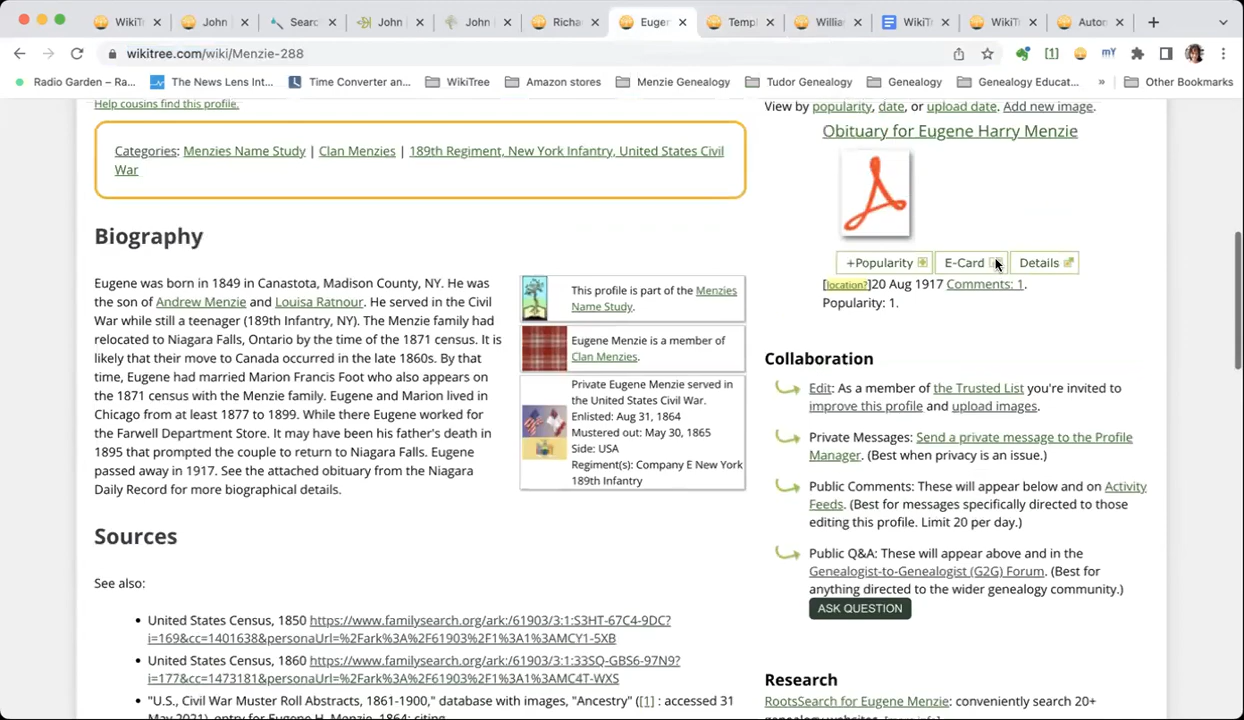 WikiT:
John
Searc
John
John
Richa
Euger
Templ
Willia
WikiT:
WikiT:
Auton
wikitree.com/wiki/Menzie-288
Radio Garden – Ra...
The News Lens Int...
Time Converter an...
WikiTree
Amazon stores
Menzie Genealogy
Tudor Genealogy
Genealogy
Genealogy Educat...
»
Other Bookmarks
Help cousins find this profile.
Categories: Menzies Name Study | Clan Menzies | 189th Regiment, New York Infantry, United States Civil
War
Biography
Eugene was born in 1849 in Canastota, Madison County, NY. He was
the son of Andrew Menzie and Louisa Ratnour. He served in the Civil
War while still a teenager (189th Infantry, NY). The Menzie family had
relocated to Niagara Falls, Ontario by the time of the 1871 census. It is
likely that their move to Canada occurred in the late 1860s. By that
time, Eugene had married Marion Francis Foot who also appears on
the 1871 census with the Menzie family. Eugene and Marion lived in
Chicago from at least 1877 to 1899. While there Eugene worked for
the Farwell Department Store. It may have been his father's death in
1895 that prompted the couple to return to Niagara Falls. Eugene
passed away in 1917. See the attached obituary from the Niagara
Daily Record for more biographical details.
This profile is part of the Menzies
Name Study.
Eugene Menzie is a member of
Clan Menzies.
Private Eugene Menzie served in
the United States Civil War.
Enlisted: Aug 31, 1864
Mustered out: May 30, 1865
Side: USA
Regiment(s): Company E New York
189th Infantry
Sources
See also:
• United States Census, 1850 https://www.familysearch.org/ark:/61903/3:1:S3HT-67C4-9DC?
i=169&cc=1401638&personaUrl=%2Fark%3A%2F61903%2F1%3A1%3AMCY1-5XB
• United States Census, 1860 https://www.familysearch.org/ark:/61903/3:1:33SQ-GBS6-97N9?
i=177&cc=1473181&personaUrl=%2Fark%3A%2F61903%2F1%3A1%3AMC4T-WXS
• "U.S., Civil War Muster Roll Abstracts, 1861-1900," database with images, "Ancestry" ([1] : accessed 31
May 2021), entry for Eugene H. Menzie, 1864; citing
View by popularity, date, or upload date. Add new image.
Obituary for Eugene Harry Menzie
+Popularity
E-Card
Details
[location?]20 Aug 1917 Comments: 1.
Popularity: 1.
Collaboration
Edit: As a member of the Trusted List you're invited to
improve this profile and upload images.
Private Messages: Send a private message to the Profile
Manager. (Best when privacy is an issue.)
Public Comments: These will appear below and on Activity
Feeds. (Best for messages specifically directed to those
editing this profile. Limit 20 per day.)
Public Q&A: These will appear above and in the
Genealogist-to-Genealogist (G2G) Forum. (Best for
anything directed to the wider genealogy community.)
ASK QUESTION
Research
RootsSearch for Eugene Menzie: conveniently search 20+
genealogy websites. [more info]